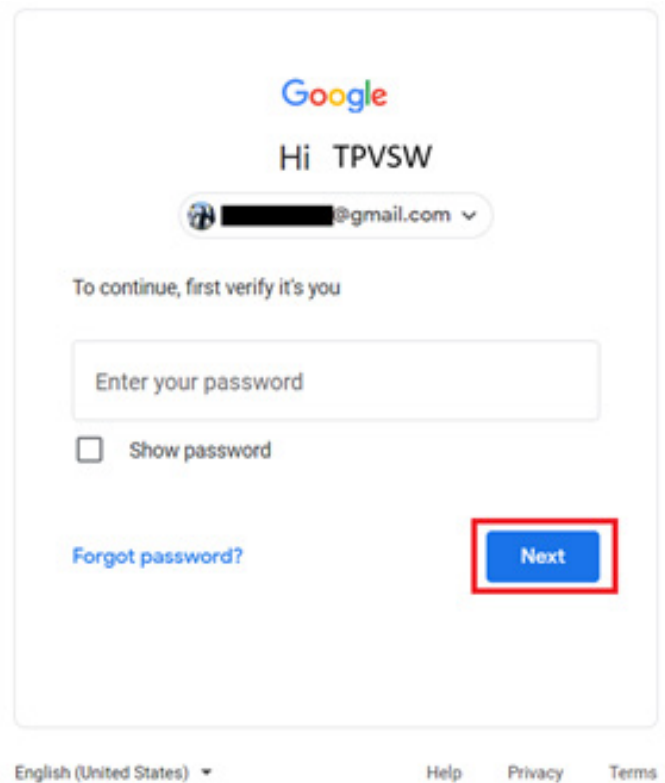 Google
Hi TPVSW
@gmail.com
To continue, first verify it's you
Enter your password
Show password
Forgot password?
Next
English (United States)
Help Privacy Terms